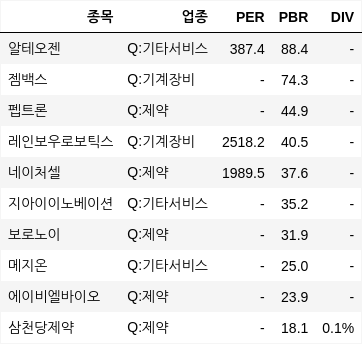 종목 업종 PER PBR DIV
알테오젠 Q:기타서비스 387.4 88.4 -
젬백스 Q:기계장비 - 74.3 -
펩트론 Q:제약 - 44.9 -
레인보우로보틱스 Q:기계장비 2518.2 40.5 -
네이처셀 Q:제약 1989.5 37.6 -
지아이이노베이션 Q:기타서비스 - 35.2 -
보로노이 Q:제약 - 31.9 -
메지온 Q:기타서비스 - 25.0 -
에이비엘바이오 Q:제약 - 23.9 -
삼천당제약 Q:제약 - 18.1 0.1%